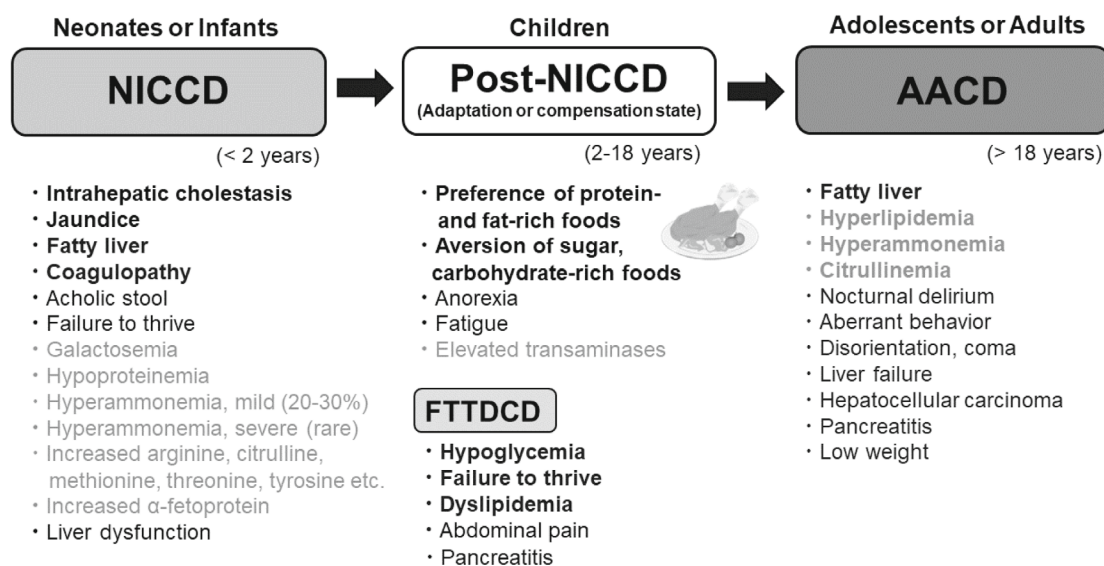 Neonates or Infants
NICCD
(< 2 years)
・Intrahepatic cholestasis
・Jaundice
・Fatty liver
・Coagulopathy
・Acholic stool
・Failure to thrive
・Galactosemia
・Hypoproteinemia
・Hyperammonemia, mild (20-30%)
・Hyperammonemia, severe (rare)
・Increased arginine, citrulline,
methionine, threonine, tyrosine etc.
・Increased α-fetoprotein
・Liver dysfunction
Children
Post-NICCD
(Adaptation or compensation state)
(2-18 years)
・Preference of protein-
and fat-rich foods
・Aversion of sugar,
carbohydrate-rich foods
・Anorexia
・Fatigue
・Elevated transaminases
FTTDCD
・Hypoglycemia
・Failure to thrive
・Dyslipidemia
・Abdominal pain
・Pancreatitis
Adolescents or Adults
AACD
(> 18 years)
・Fatty liver
・Hyperlipidemia
・Hyperammonemia
・Citrullinemia
・Nocturnal delirium
・Aberrant behavior
・Disorientation, coma
・Liver failure
・Hepatocellular carcinoma
・Pancreatitis
・Low weight